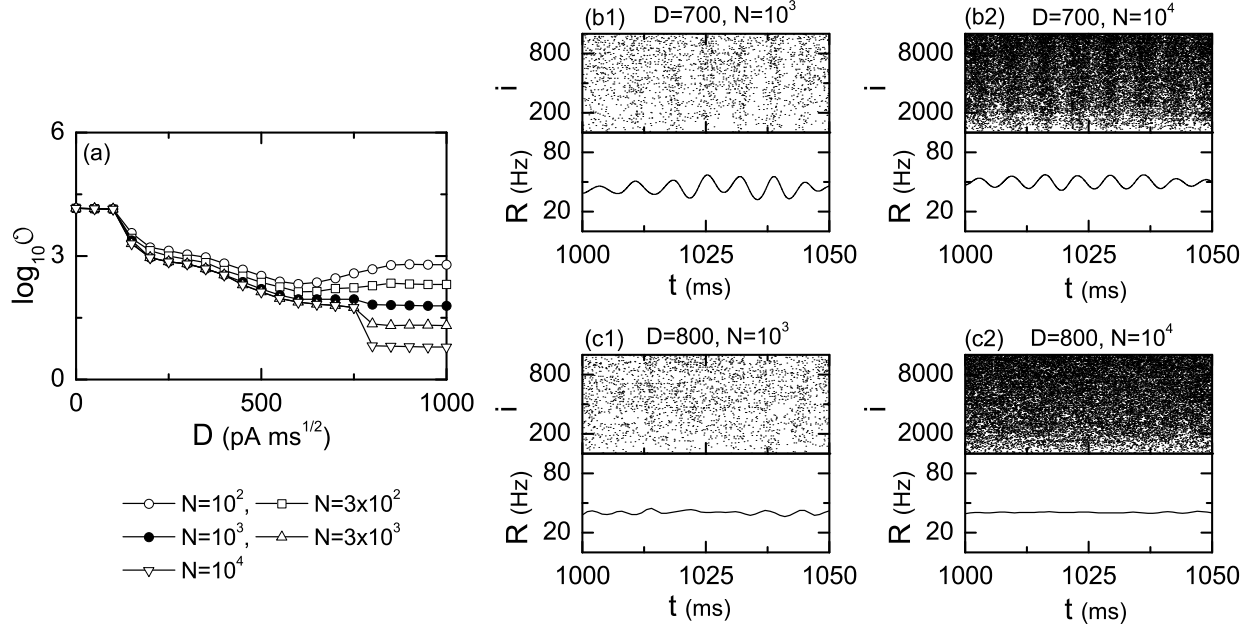 (a)
6
3
0
log₁₀𝒪
0 500 1000
D (pA ms^1/2)
N=10², N=3x10²
N=10³, N=3x10³
N=10⁴
(b1) D=700, N=10³
800
200
i
80
20
R (Hz)
1000 1025 1050
t (ms)
(b2) D=700, N=10⁴
8000
2000
i
80
20
R (Hz)
1000 1025 1050
t (ms)
(c1) D=800, N=10³
800
200
i
80
20
R (Hz)
1000 1025 1050
t (ms)
(c2) D=800, N=10⁴
8000
2000
i
80
20
R (Hz)
1000 1025 1050
t (ms)